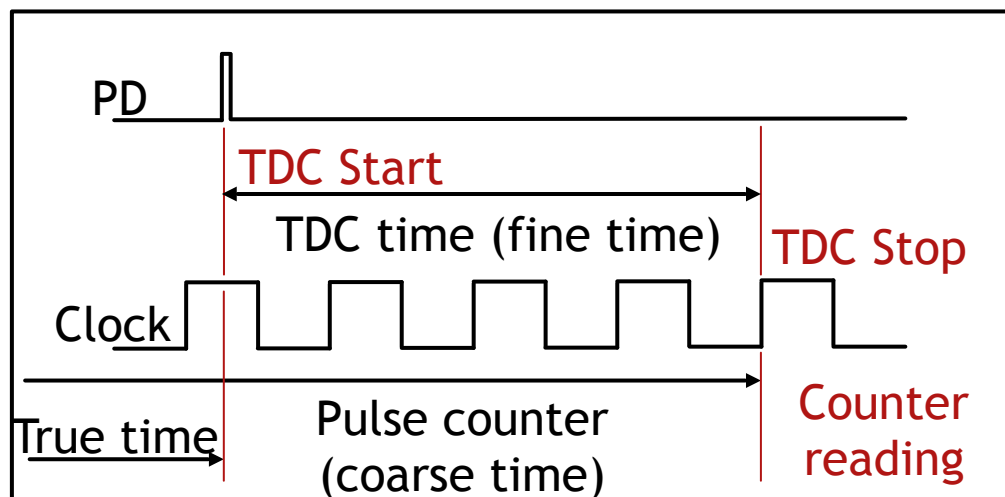 PD
TDC Start
TDC time (fine time)
TDC Stop
Clock
Pulse counter
(coarse time)
True time
Counter
reading